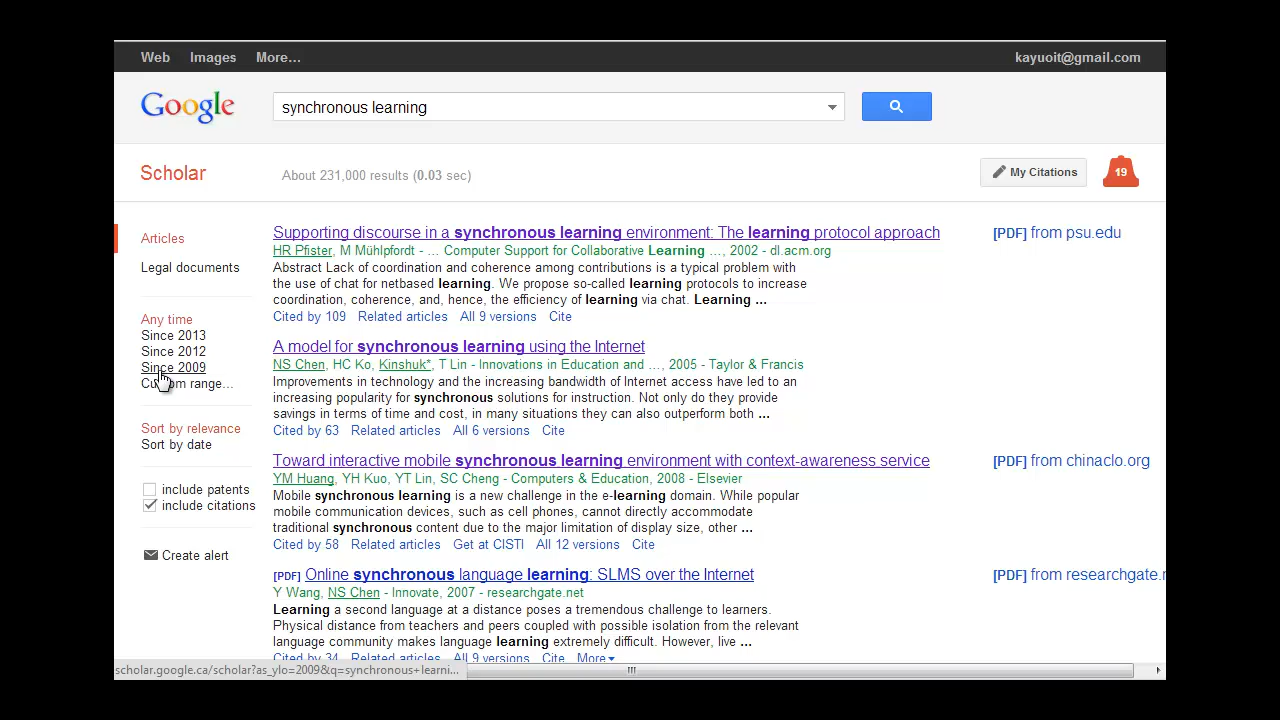 Web Images More... kayuoit@gmail.com
Google synchronous learning
Scholar About 231,000 results (0.03 sec) My Citations 19
Articles
Legal documents
Any time
Since 2013
Since 2012
Since 2009
Custom range...
Sort by relevance
Sort by date
include patents
include citations
Create alert
Supporting discourse in a synchronous learning environment: The learning protocol approach [PDF] from psu.edu
HR Pfister, M Mühlpfordt - ... Computer Support for Collaborative Learning ..., 2002 - dl.acm.org
Abstract Lack of coordination and coherence among contributions is a typical problem with
the use of chat for netbased learning. We propose so-called learning protocols to increase
coordination, coherence, and, hence, the efficiency of learning via chat. Learning ...
Cited by 109 Related articles All 9 versions Cite
A model for synchronous learning using the Internet
NS Chen, HC Ko, Kinshuk*, T Lin - Innovations in Education and ..., 2005 - Taylor & Francis
Improvements in technology and the increasing bandwidth of Internet access have led to an
increasing popularity for synchronous solutions for instruction. Not only do they provide
savings in terms of time and cost, in many situations they can also outperform both ...
Cited by 63 Related articles All 6 versions Cite
Toward interactive mobile synchronous learning environment with context-awareness service [PDF] from chinaclo.org
YM Huang, YH Kuo, YT Lin, SC Cheng - Computers & Education, 2008 - Elsevier
Mobile synchronous learning is a new challenge in the e-learning domain. While popular
mobile communication devices, such as cell phones, cannot directly accommodate
traditional synchronous content due to the major limitation of display size, other ...
Cited by 58 Related articles Get at CISTI All 12 versions Cite
[PDF] Online synchronous language learning: SLMS over the Internet [PDF] from researchgate.n
Y Wang, NS Chen - Innovate, 2007 - researchgate.net
Learning a second language at a distance poses a tremendous challenge to learners.
Physical distance from teachers and peers coupled with possible isolation from the relevant
language community makes language learning extremely difficult. However, live ...
Cited by 34 Related articles All 9 versions Cite More
scholar.google.ca/scholar?as_ylo=2009&q=synchronous+learni...